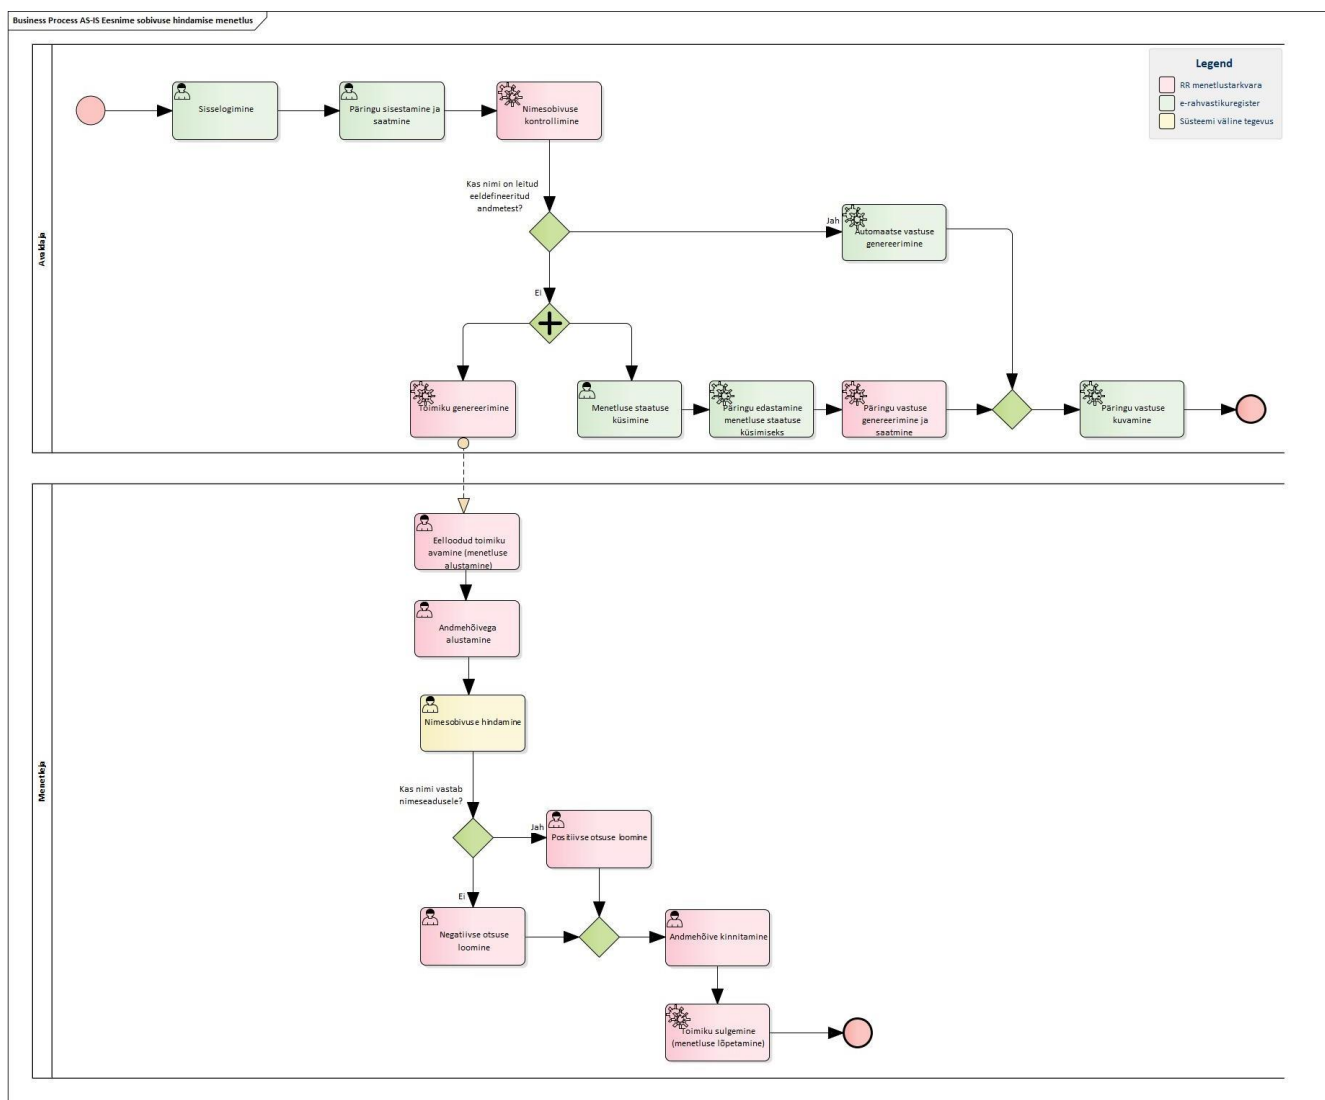 Business Process AS-IS Eesnime sobivuse hindamise menetlus
Legend
RR menetlustarkvara
e-rahvastikuregister
Süsteemi väline tegevus
Avaldaja
Sisselogimine
Päringu sisestamine ja
saatmine
Nimesobivuse
kontrollimine
Kas nimi on leitud
eeldefineeritud
andmetest?
Jah
Automaatse vastuse
genereerimine
Ei
Toimiku genereerimine
Menetluse staatuse
küsimine
Päringu edastamine
menetluse staatuse
küsimiseks
Päringu vastuse
genereerimine ja
saatmine
Päringu vastuse
kuvamine
Menetleja
Eelloodud toimiku
avamine (menetluse
alustamine)
Andmehõivega
alustamine
Nimesobivuse hindamine
Kas nimi vastab
nimeseadusele?
Jah
Positiivse otsuse loomine
Ei
Negatiivse otsuse
loomine
Andmehõive kinnitamine
Toimiku sulgemine
(menetluse lõpetamine)